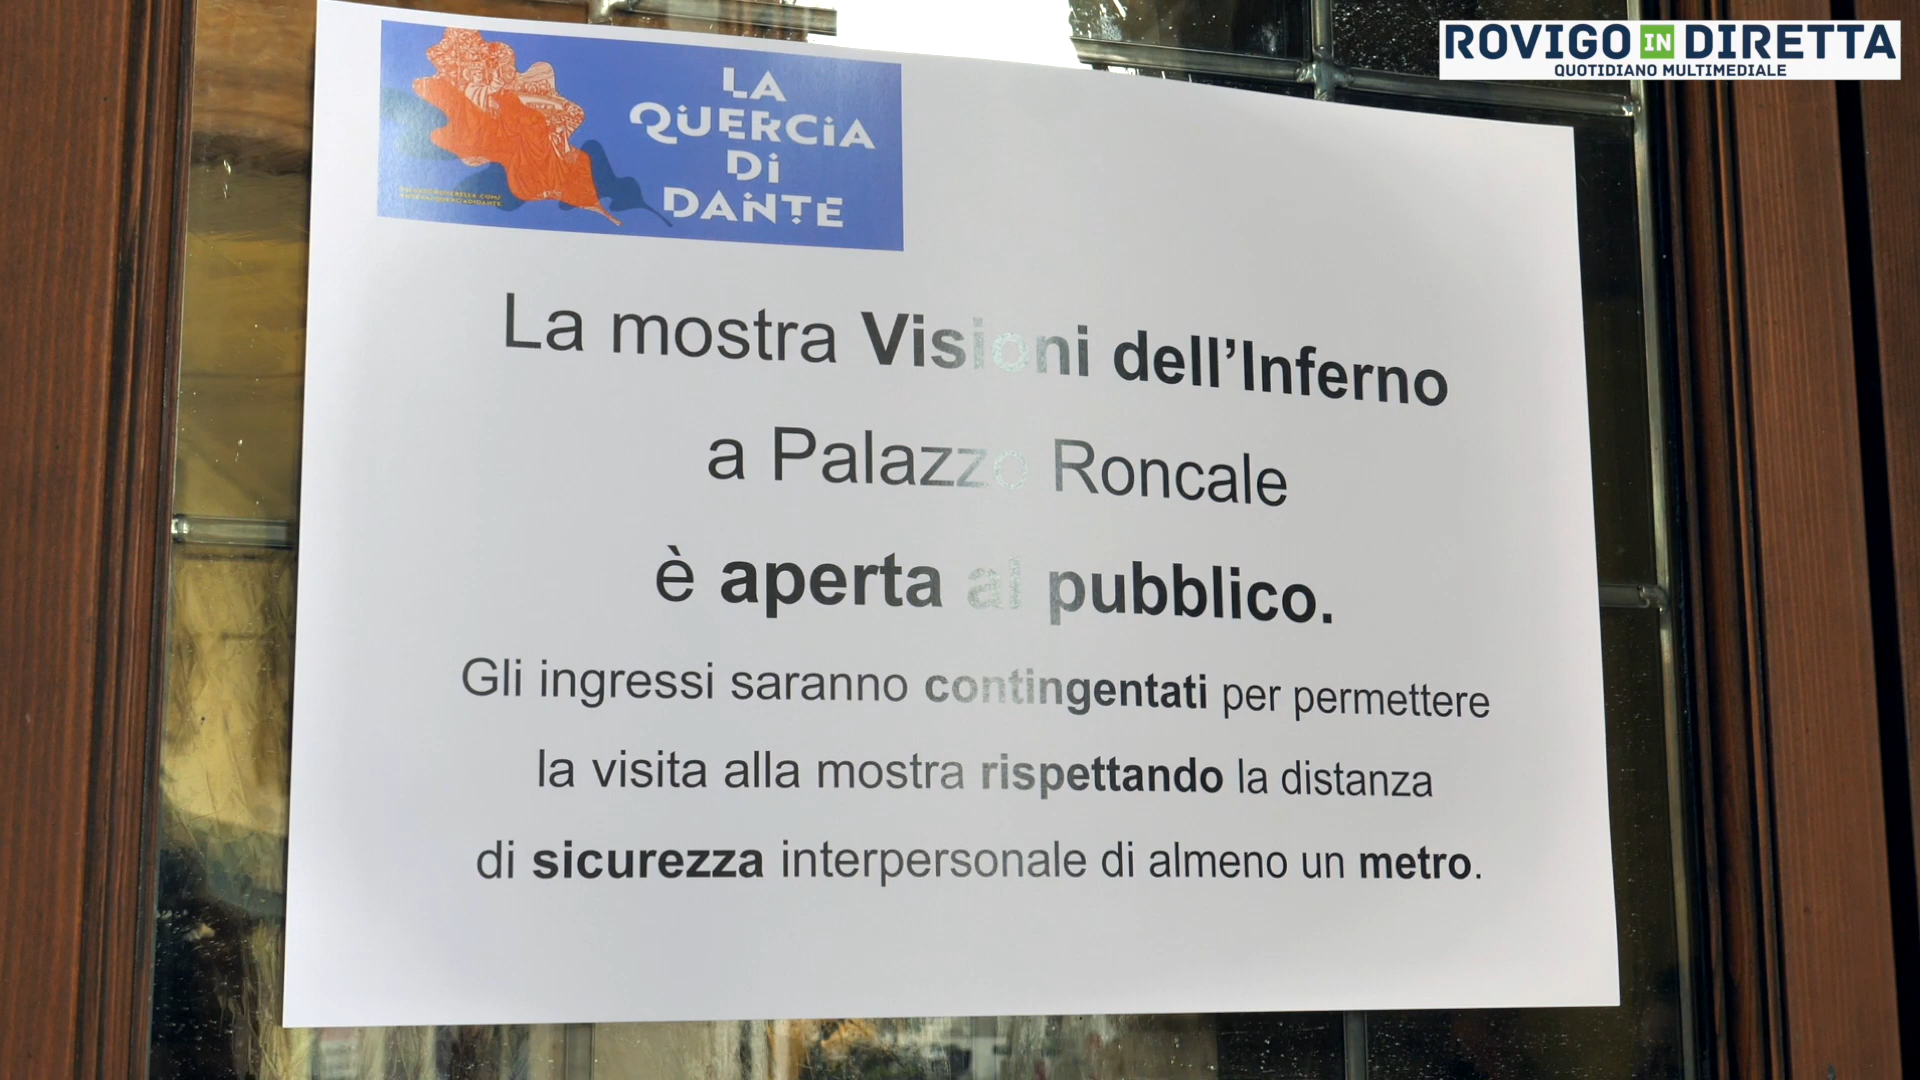 ROVIGO IN DIRETTA
QUOTIDIANO MULTIMEDIALE
LA
QUERCIA
DI
DANTE
La mostra Visioni dell'Inferno
a Palazzo Roncale
è aperta al pubblico.
Gli ingressi saranno contingentati per permettere
la visita alla mostra rispettando la distanza
di sicurezza interpersonale di almeno un metro.